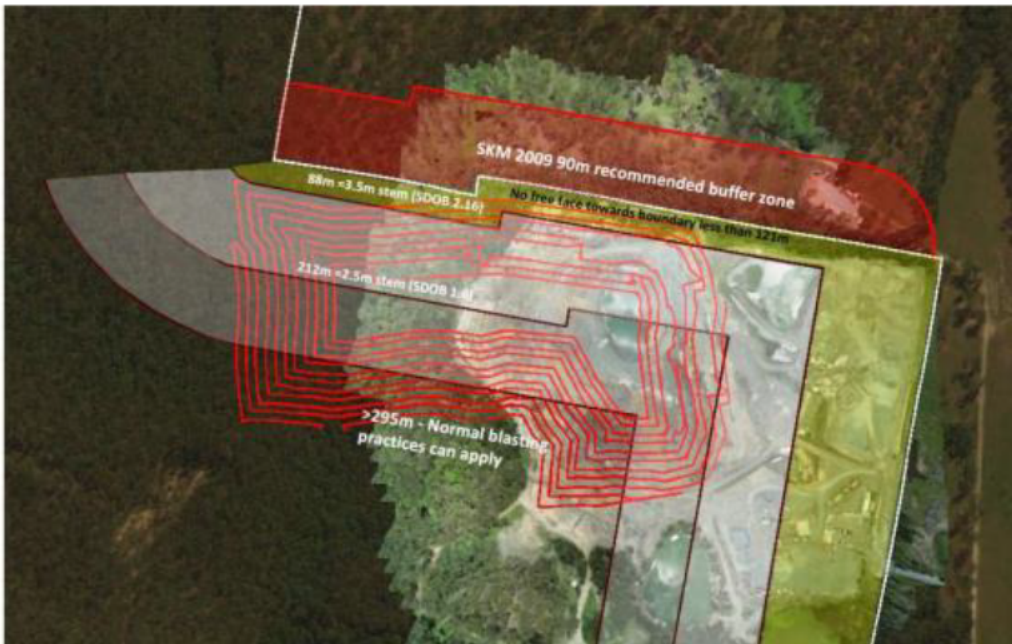 SKM 2009 90m recommended buffer zone
88m =3.5m stem (SDOB 2.16)
No free face towards boundary less than 121m
212m =2.5m stem (SDOB 1.6)
>295m - Normal blasting
practices can apply